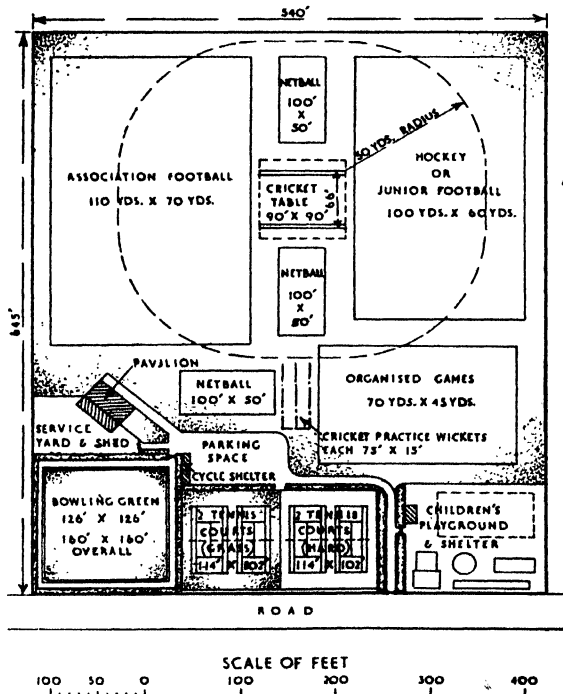 540'
645'
NETBALL
100'
X
50'
50 YDS. RADIUS
ASSOCIATION FOOTBALL
110 YDS. X 70 YDS.
HOCKEY
OR
JUNIOR FOOTBALL
100 YDS. X 60 YDS.
CRICKET
TABLE
90' X 90'
66'
NETBALL
100'
X
50'
PAVILION
NETBALL
100' X 50'
ORGANISED GAMES
70 YDS. X 45 YDS.
SERVICE
YARD & SHED
PARKING
SPACE
CYCLE SHELTER
CRICKET PRACTICE WICKETS
EACH 75' X 15'
BOWLING GREEN
126' X 126'
160' X 160'
OVERALL
2 TENNIS
COURTS
(GRASS)
114' X 102'
2 TENNIS
COURTS
(HARD)
114' X 102'
CHILDREN'S
PLAYGROUND
& SHELTER
ROAD
SCALE OF FEET
100 50 0 100 200 300 400